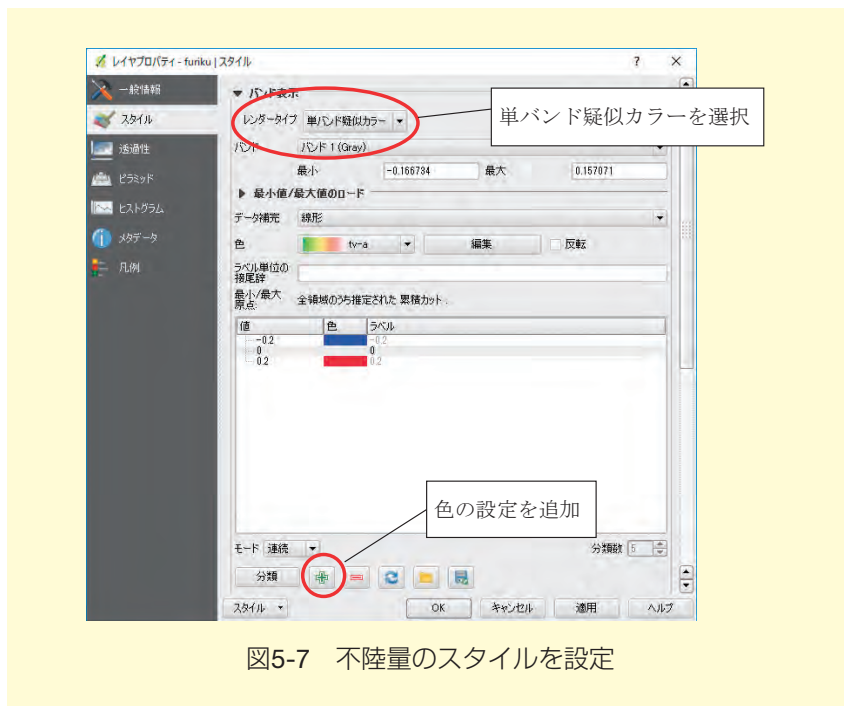 レイヤプロパティ - furiku | スタイル ? ×
一般情報
スタイル
透過性
ピラミッド
ヒストグラム
メタデータ
凡例
▼ バンド表示
レンダータイプ 単バンド疑似カラー
単バンド疑似カラーを選択
バンド バンド 1 (Gray)
最小 -0.166734 最大 0.157071
▶ 最小値/最大値のロード
データ補完 線形
色 tv-a 編集 反転
ラベル単位の
接尾辞
最小/最大
原点:
全領域のうち推定された 累積カット .
値 色 ラベル
-0.2 -0.2
0 0
0.2 0.2
色の設定を追加
モード 連続 分類数 5
分類
スタイル OK キャンセル 適用 ヘルプ
図5-7 不陸量のスタイルを設定